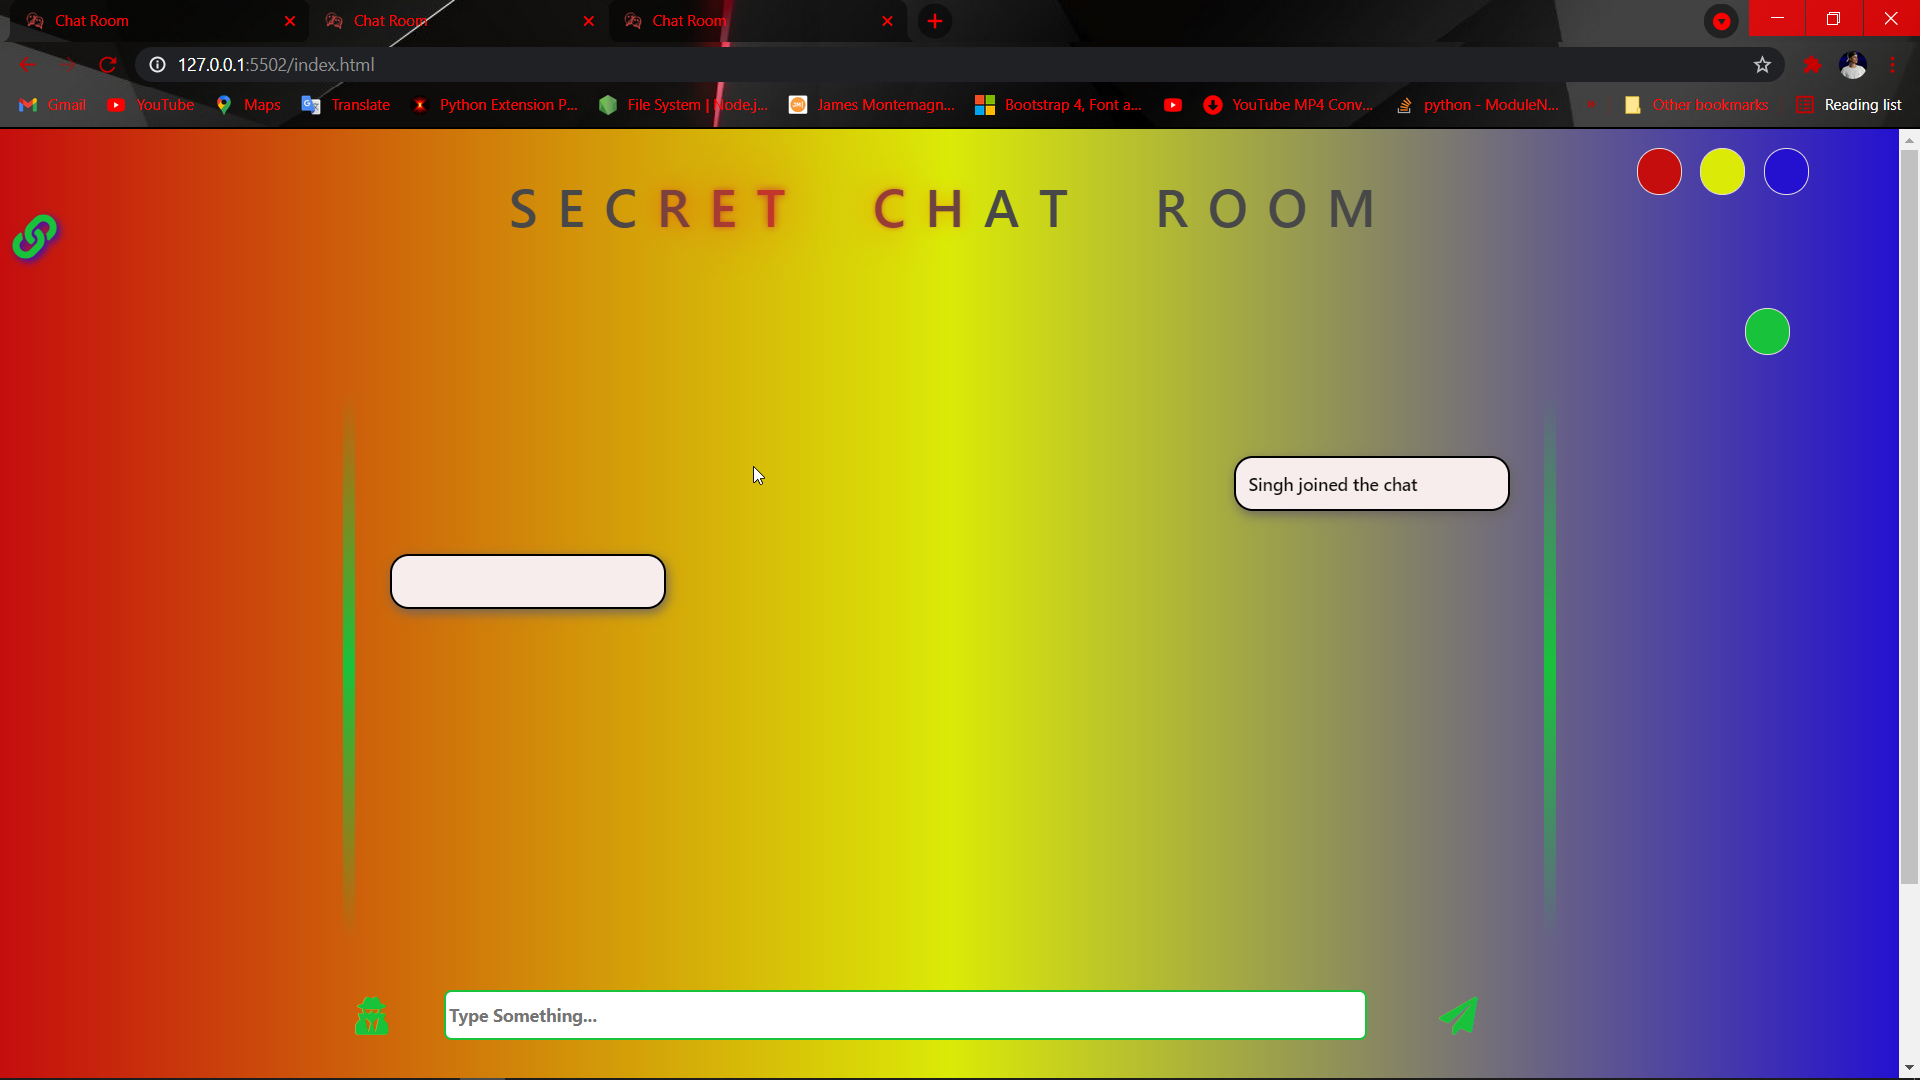 Chat Room
Chat Room
Chat Room
127.0.0.1:5502/index.html
Gmail
YouTube
Maps
Translate
Python Extension P...
File System | Node.j...
James Montemagn...
Bootstrap 4, Font a...
YouTube MP4 Conv...
python - ModuleN...
»
Other bookmarks
Reading list
SECRET CHAT ROOM
Singh joined the chat
Type Something...